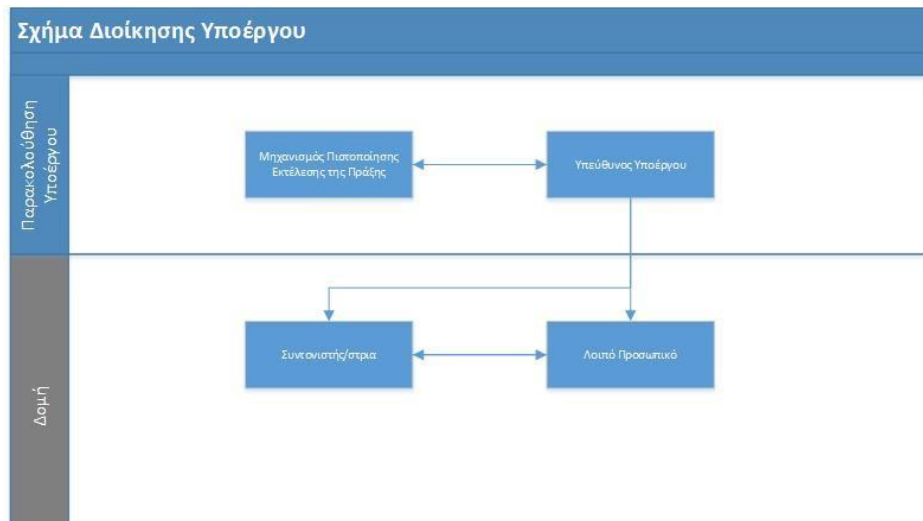 Σχήμα Διοίκησης Υποέργου
Παρακολούθηση
Υποέργου
Μηχανισμός Πιστοποίησης
Εκτέλεσης της Πράξης
Υπεύθυνος Υποέργου
Δομή
Συντονιστής/στρια
Λοιπό Προσωπικό